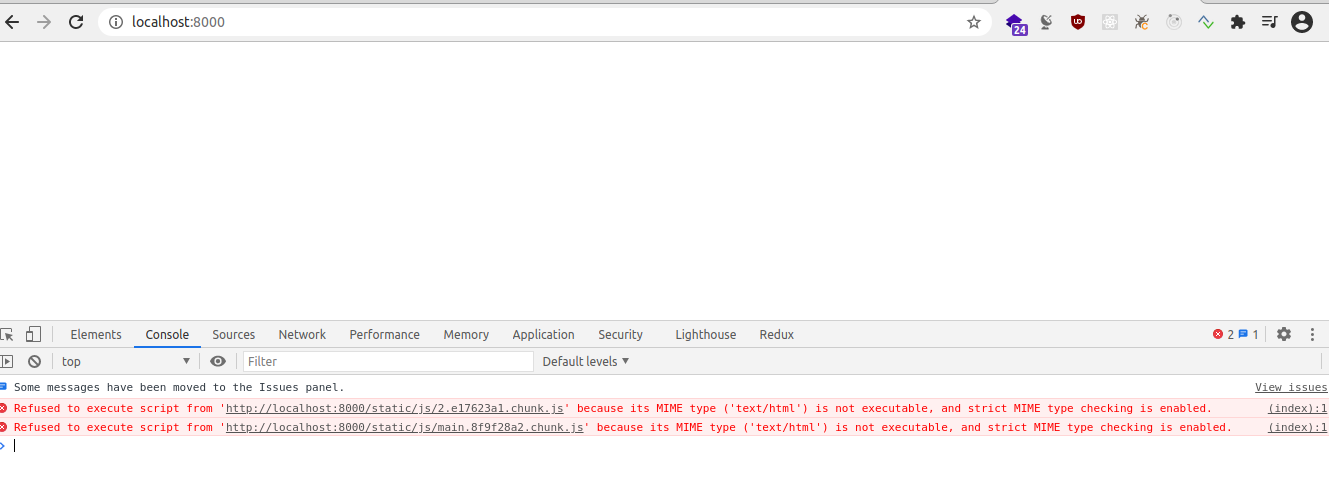 localhost:8000
24
Elements Console Sources Network Performance Memory Application Security Lighthouse Redux 2 1
top Filter Default levels
Some messages have been moved to the Issues panel. View issues
Refused to execute script from 'http://localhost:8000/static/js/2.e17623a1.chunk.js' because its MIME type ('text/html') is not executable, and strict MIME type checking is enabled. (index):1
Refused to execute script from 'http://localhost:8000/static/js/main.8f9f28a2.chunk.js' because its MIME type ('text/html') is not executable, and strict MIME type checking is enabled. (index):1